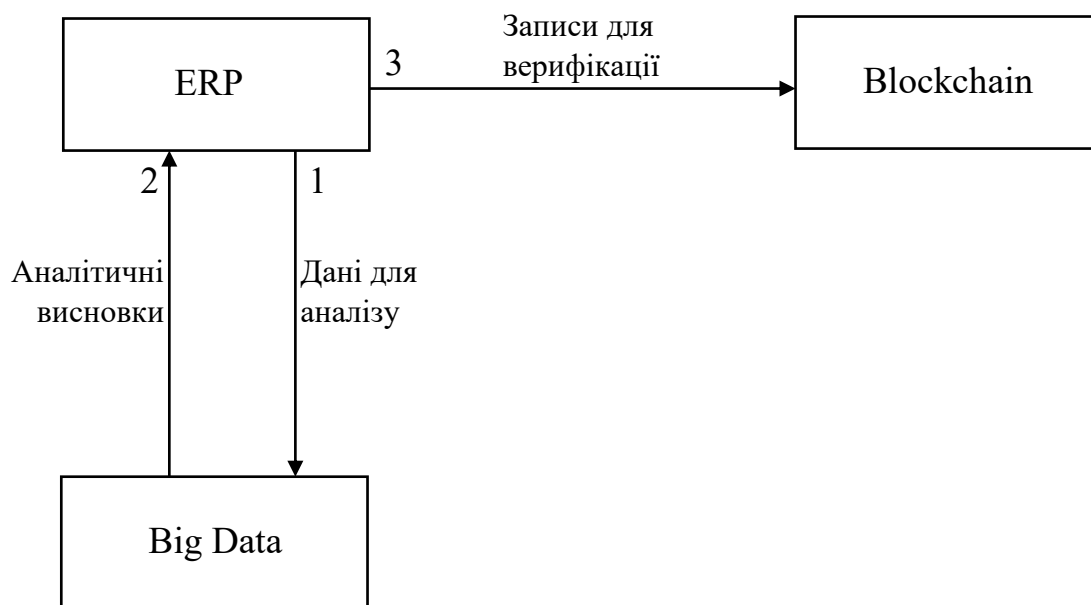 Записи для
верифікації
ERP
3
Blockchain
2
1
Аналітичні
висновки
Дані для
аналізу
Big Data